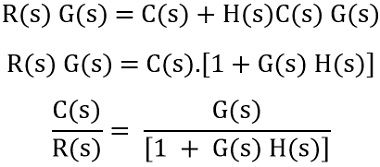 R(s) G(s) = C(s) + H(s)C(s) G(s)
R(s) G(s) = C(s).[1 + G(s) H(s)]
C(s)/R(s) = G(s)/[1 + G(s) H(s)]